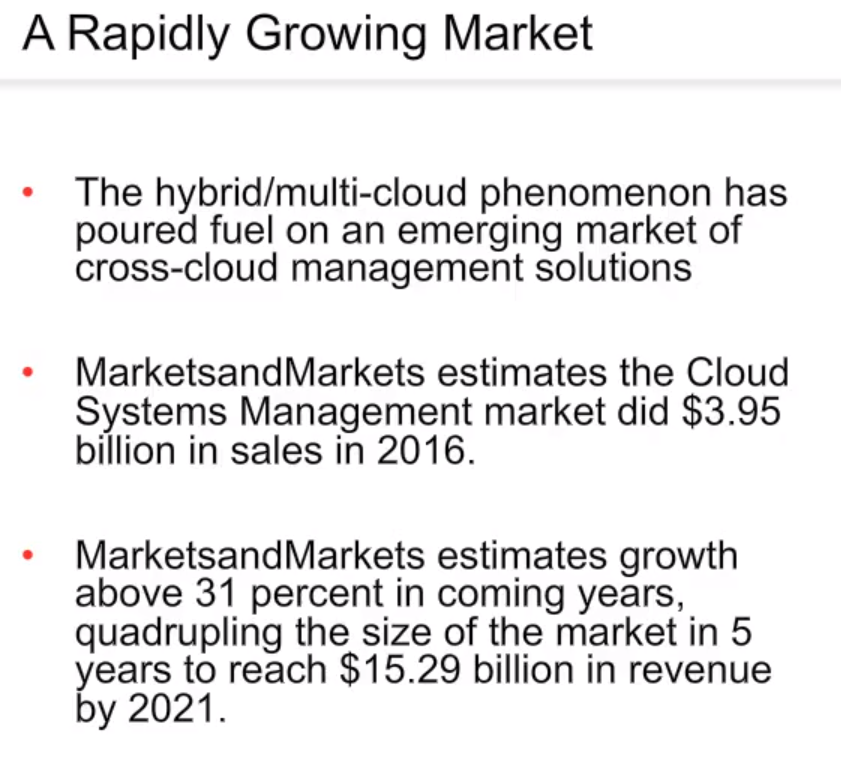 A Rapidly Growing Market
• The hybrid/multi-cloud phenomenon has
poured fuel on an emerging market of
cross-cloud management solutions
• MarketsandMarkets estimates the Cloud
Systems Management market did $3.95
billion in sales in 2016.
• MarketsandMarkets estimates growth
above 31 percent in coming years,
quadrupling the size of the market in 5
years to reach $15.29 billion in revenue
by 2021.